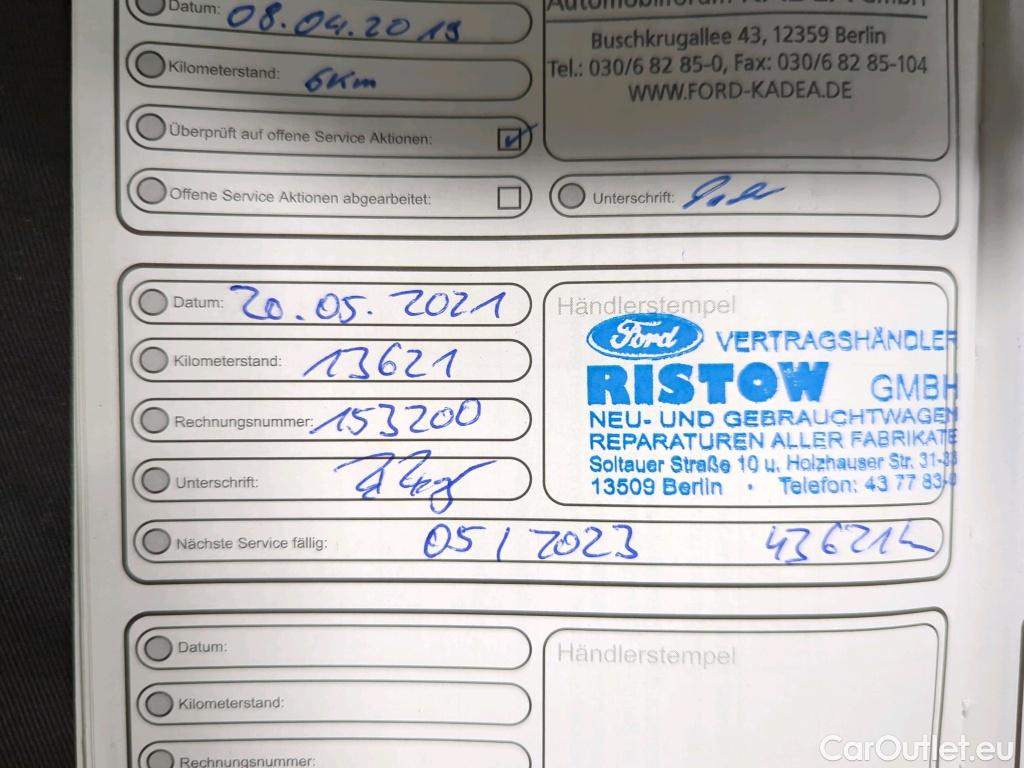 Datum: 08.04.2019
Buschkrugallee 43, 12359 Berlin
Tel.: 030/6 82 85-0, Fax: 030/6 82 85-104
WWW.FORD-KADEA.DE
Kilometerstand: 6Km
Überprüft auf offene Service Aktionen:
Offene Service Aktionen abgearbeitet:
Unterschrift:
Datum: 20.05.2021
Kilometerstand: 13621
Rechnungsnummer: 153200
Unterschrift:
Händlerstempel
Ford VERTRAGSHÄNDLER
RISTOW GMBH
NEU- UND GEBRAUCHTWAGEN
REPARATUREN ALLER FABRIKATE
Soltauer Straße 10 u. Holzhauser Str. 31-33
13509 Berlin · Telefon: 43 77 83-0
Nächste Service fällig: 05/2023 43621
Datum:
Kilometerstand:
Rechnungsnummer:
Händlerstempel
CarOutlet.eu